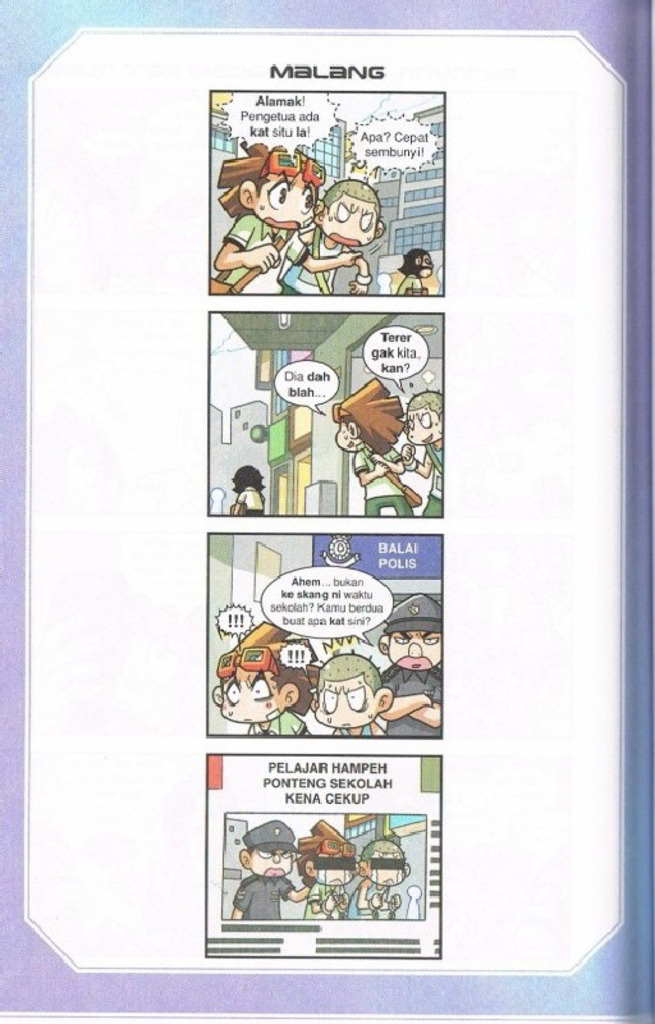 MALANG
Alamak!
Pengetua ada
kat situ la!
Apa? Cepat
sembunyi!
Dia dah
iblah...
Terer
gak kita,
kan?
BALAI
POLIS
Ahem... bukan
ke skang ni waktu
sekolah? Kamu berdua
buat apa kat sini?
!!!
!!!
PELAJAR HAMPEH
PONTENG SEKOLAH
KENA CEKUP